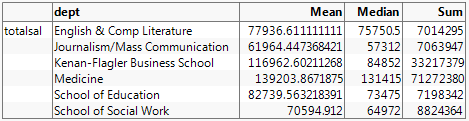 dept Mean Median Sum
totalsal English & Comp Literature 77936.611111111 75750.5 7014295
Journalism/Mass Communication 61964.447368421 57312 7063947
Kenan-Flagler Business School 116962.60211268 84852 33217379
Medicine 139203.8671875 131415 71272380
School of Education 82739.563218391 73475 7198342
School of Social Work 70594.912 64972 8824364